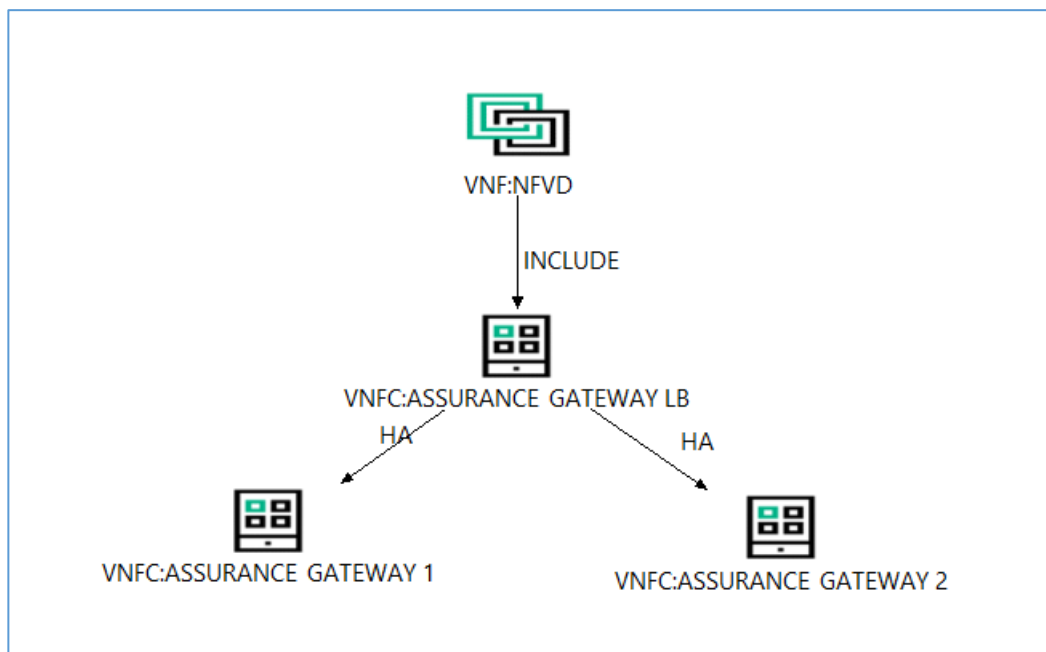 VNF:NFVD
INCLUDE
VNFC:ASSURANCE GATEWAY LB
HA
HA
VNFC:ASSURANCE GATEWAY 1
VNFC:ASSURANCE GATEWAY 2